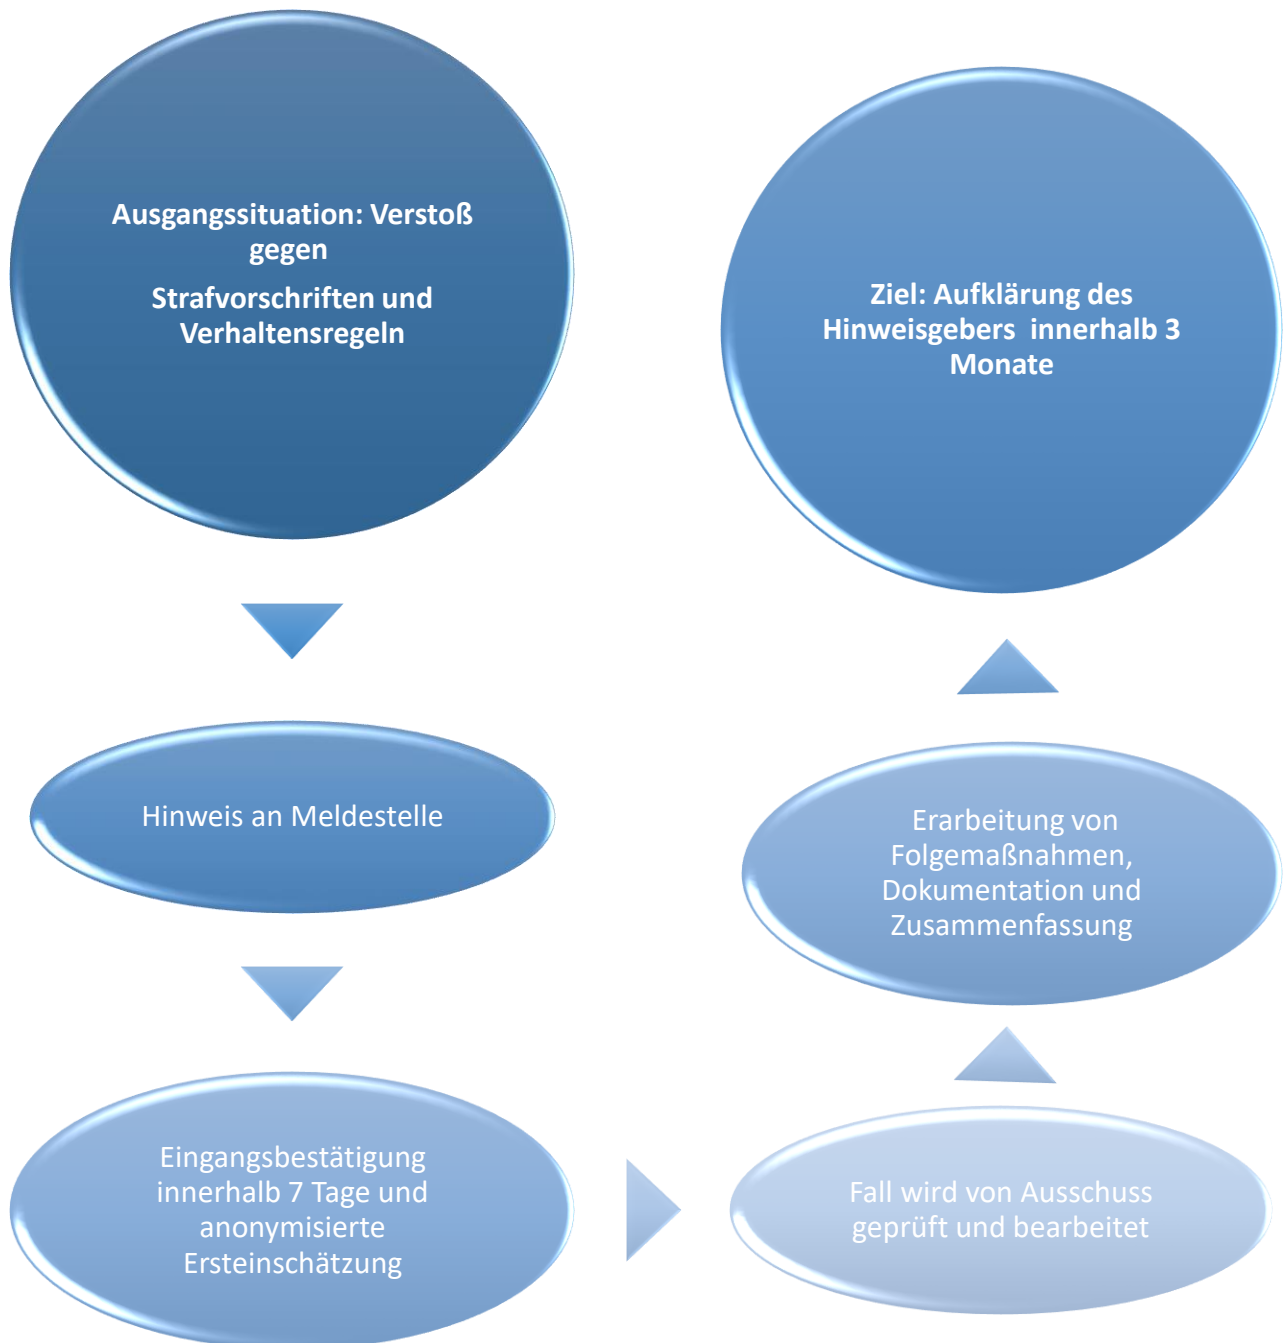 Ausgangssituation: Verstoß
gegen
Strafvorschriften und
Verhaltensregeln
Hinweis an Meldestelle
Eingangsbestätigung
innerhalb 7 Tage und
anonymisierte
Ersteinschätzung
Fall wird von Ausschuss
geprüft und bearbeitet
Erarbeitung von
Folgemaßnahmen,
Dokumentation und
Zusammenfassung
Ziel: Aufklärung des
Hinweisgebers  innerhalb 3
Monate